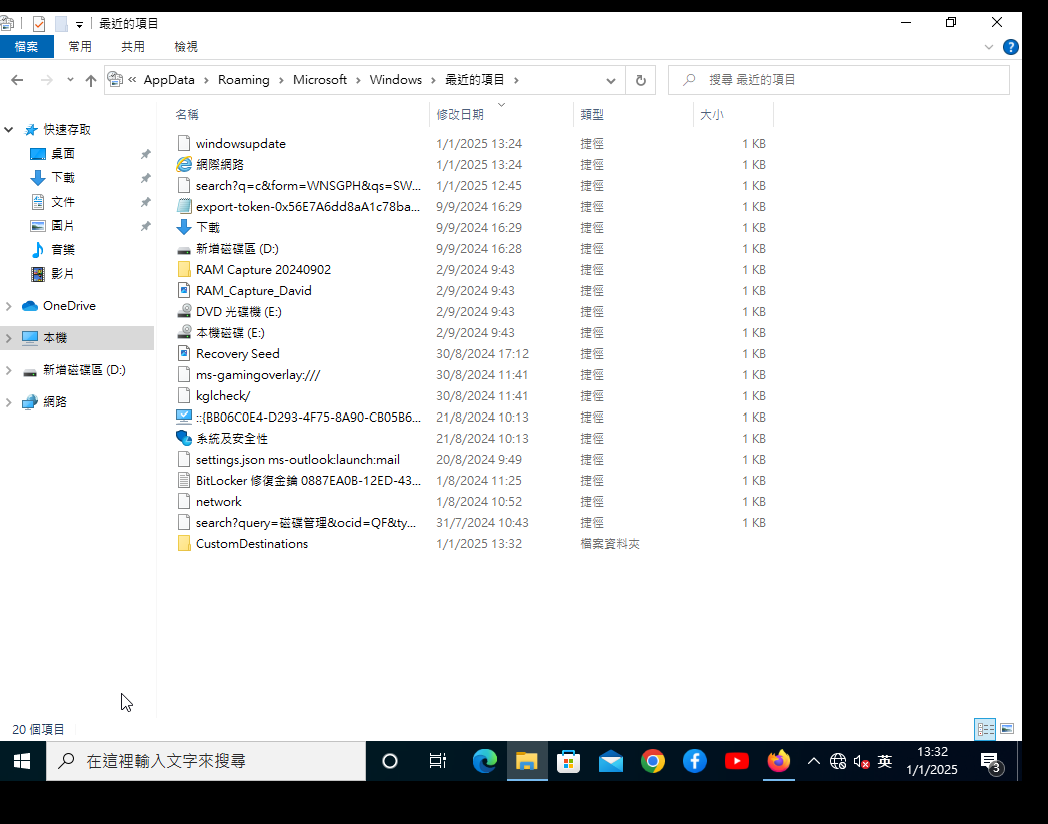 最近的項目
檔案 常用 共用 檢視
« AppData › Roaming › Microsoft › Windows › 最近的項目 ›
搜尋 最近的項目
名稱 修改日期 類型 大小
快速存取
桌面
下載
文件
圖片
音樂
影片
OneDrive
本機
新增磁碟區 (D:)
網路
windowsupdate 1/1/2025 13:24 捷徑 1 KB
網際網路 1/1/2025 13:24 捷徑 1 KB
search?q=c&form=WNSGPH&qs=SW... 1/1/2025 12:45 捷徑 1 KB
export-token-0x56E7A6dd8aA1c78ba... 9/9/2024 16:29 捷徑 1 KB
下載 9/9/2024 16:29 捷徑 1 KB
新增磁碟區 (D:) 9/9/2024 16:28 捷徑 1 KB
RAM Capture 20240902 2/9/2024 9:43 捷徑 1 KB
RAM_Capture_David 2/9/2024 9:43 捷徑 1 KB
DVD 光碟機 (E:) 2/9/2024 9:43 捷徑 1 KB
本機磁碟 (E:) 2/9/2024 9:43 捷徑 1 KB
Recovery Seed 30/8/2024 17:12 捷徑 1 KB
ms-gamingoverlay:/// 30/8/2024 11:41 捷徑 1 KB
kglcheck/ 30/8/2024 11:41 捷徑 1 KB
::{BB06C0E4-D293-4F75-8A90-CB05B6... 21/8/2024 10:13 捷徑 1 KB
系統及安全性 21/8/2024 10:13 捷徑 1 KB
settings.json ms-outlook:launch:mail 20/8/2024 9:49 捷徑 1 KB
BitLocker 修復金鑰 0887EA0B-12ED-43... 1/8/2024 11:25 捷徑 1 KB
network 1/8/2024 10:52 捷徑 1 KB
search?query=磁碟管理&ocid=QF&ty... 31/7/2024 10:43 捷徑 1 KB
CustomDestinations 1/1/2025 13:32 檔案資料夾
20 個項目
在這裡輸入文字來搜尋
英
13:32
1/1/2025
3